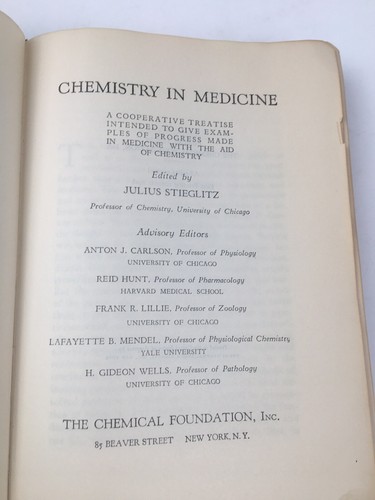 CHEMISTRY IN MEDICINE
A COOPERATIVE TREATISE
INTENDED TO GIVE EXAM-
PLES OF PROGRESS MADE
IN MEDICINE WITH THE AID
OF CHEMISTRY
Edited by
JULIUS STIEGLITZ
Professor of Chemistry, University of Chicago
Advisory Editors
ANTON J. CARLSON, Professor of Physiology
UNIVERSITY OF CHICAGO
REID HUNT, Professor of Pharmacology
HARVARD MEDICAL SCHOOL
FRANK R. LILLIE, Professor of Zoology
UNIVERSITY OF CHICAGO
LAFAYETTE B. MENDEL, Professor of Physiological Chemistry,
YALE UNIVERSITY
H. GIDEON WELLS, Professor of Pathology
UNIVERSITY OF CHICAGO
THE CHEMICAL FOUNDATION, Inc.
85 BEAVER STREET NEW YORK, N.Y.